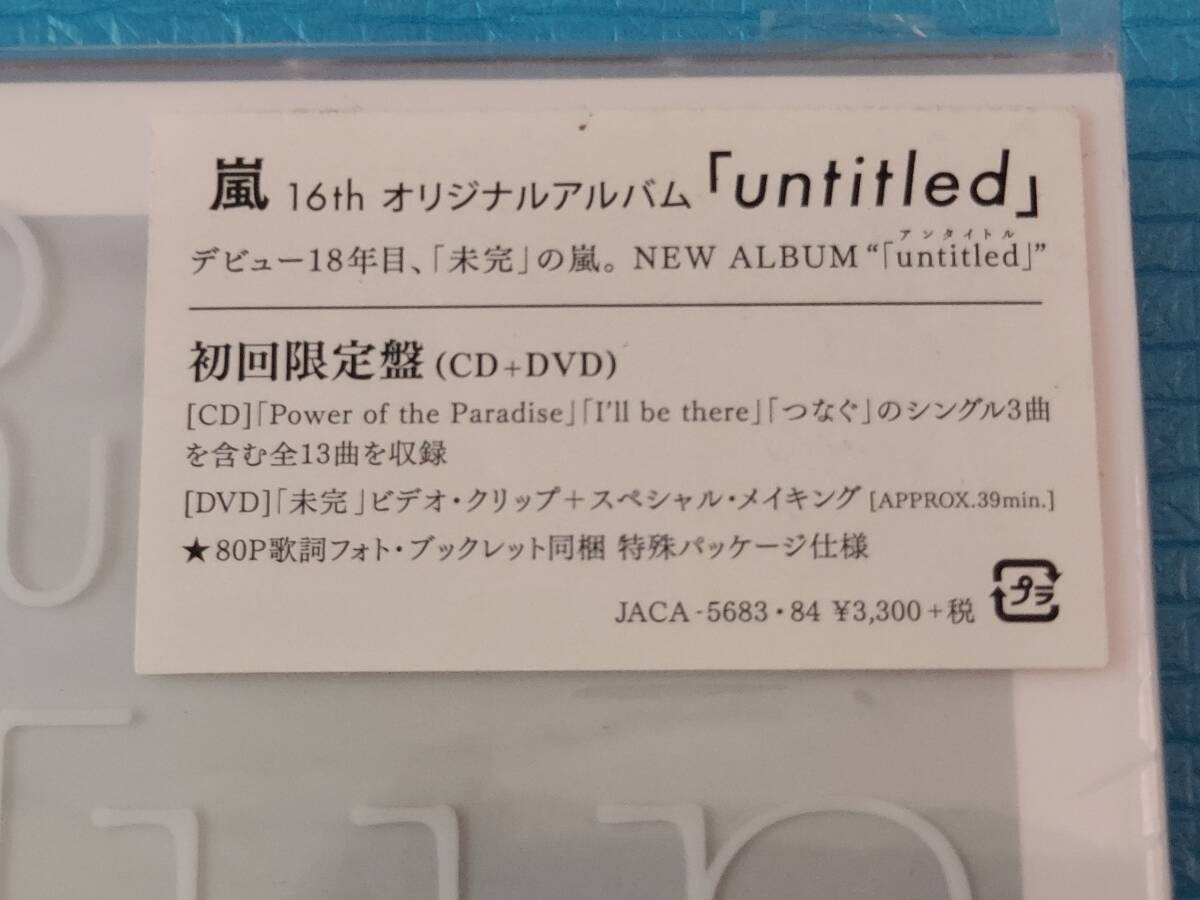 嵐 16th オリジナルアルバム「untitled」
アンタイトル
デビュー18年目、「未完」の嵐。NEW ALBUM “「untitled」”
初回限定盤(CD+DVD)
[CD]「Power of the Paradise」「I'll be there」「つなぐ」のシングル3曲
を含む全13曲を収録
[DVD]「未完」ビデオ・クリップ+スペシャル・メイキング [APPROX.39min.]
★80P歌詞フォト・ブックレット同梱 特殊パッケージ仕様
JACA-5683・84 ¥3,300+税 プラ